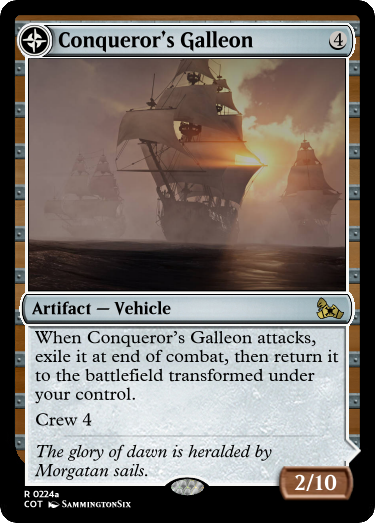 Conqueror's Galleon 4
Artifact — Vehicle
When Conqueror's Galleon attacks,
exile it at end of combat, then return it
to the battlefield transformed under
your control.
Crew 4
The glory of dawn is heralded by
Morgatan sails.
2/10
R 0224a
COT SammingtonSix